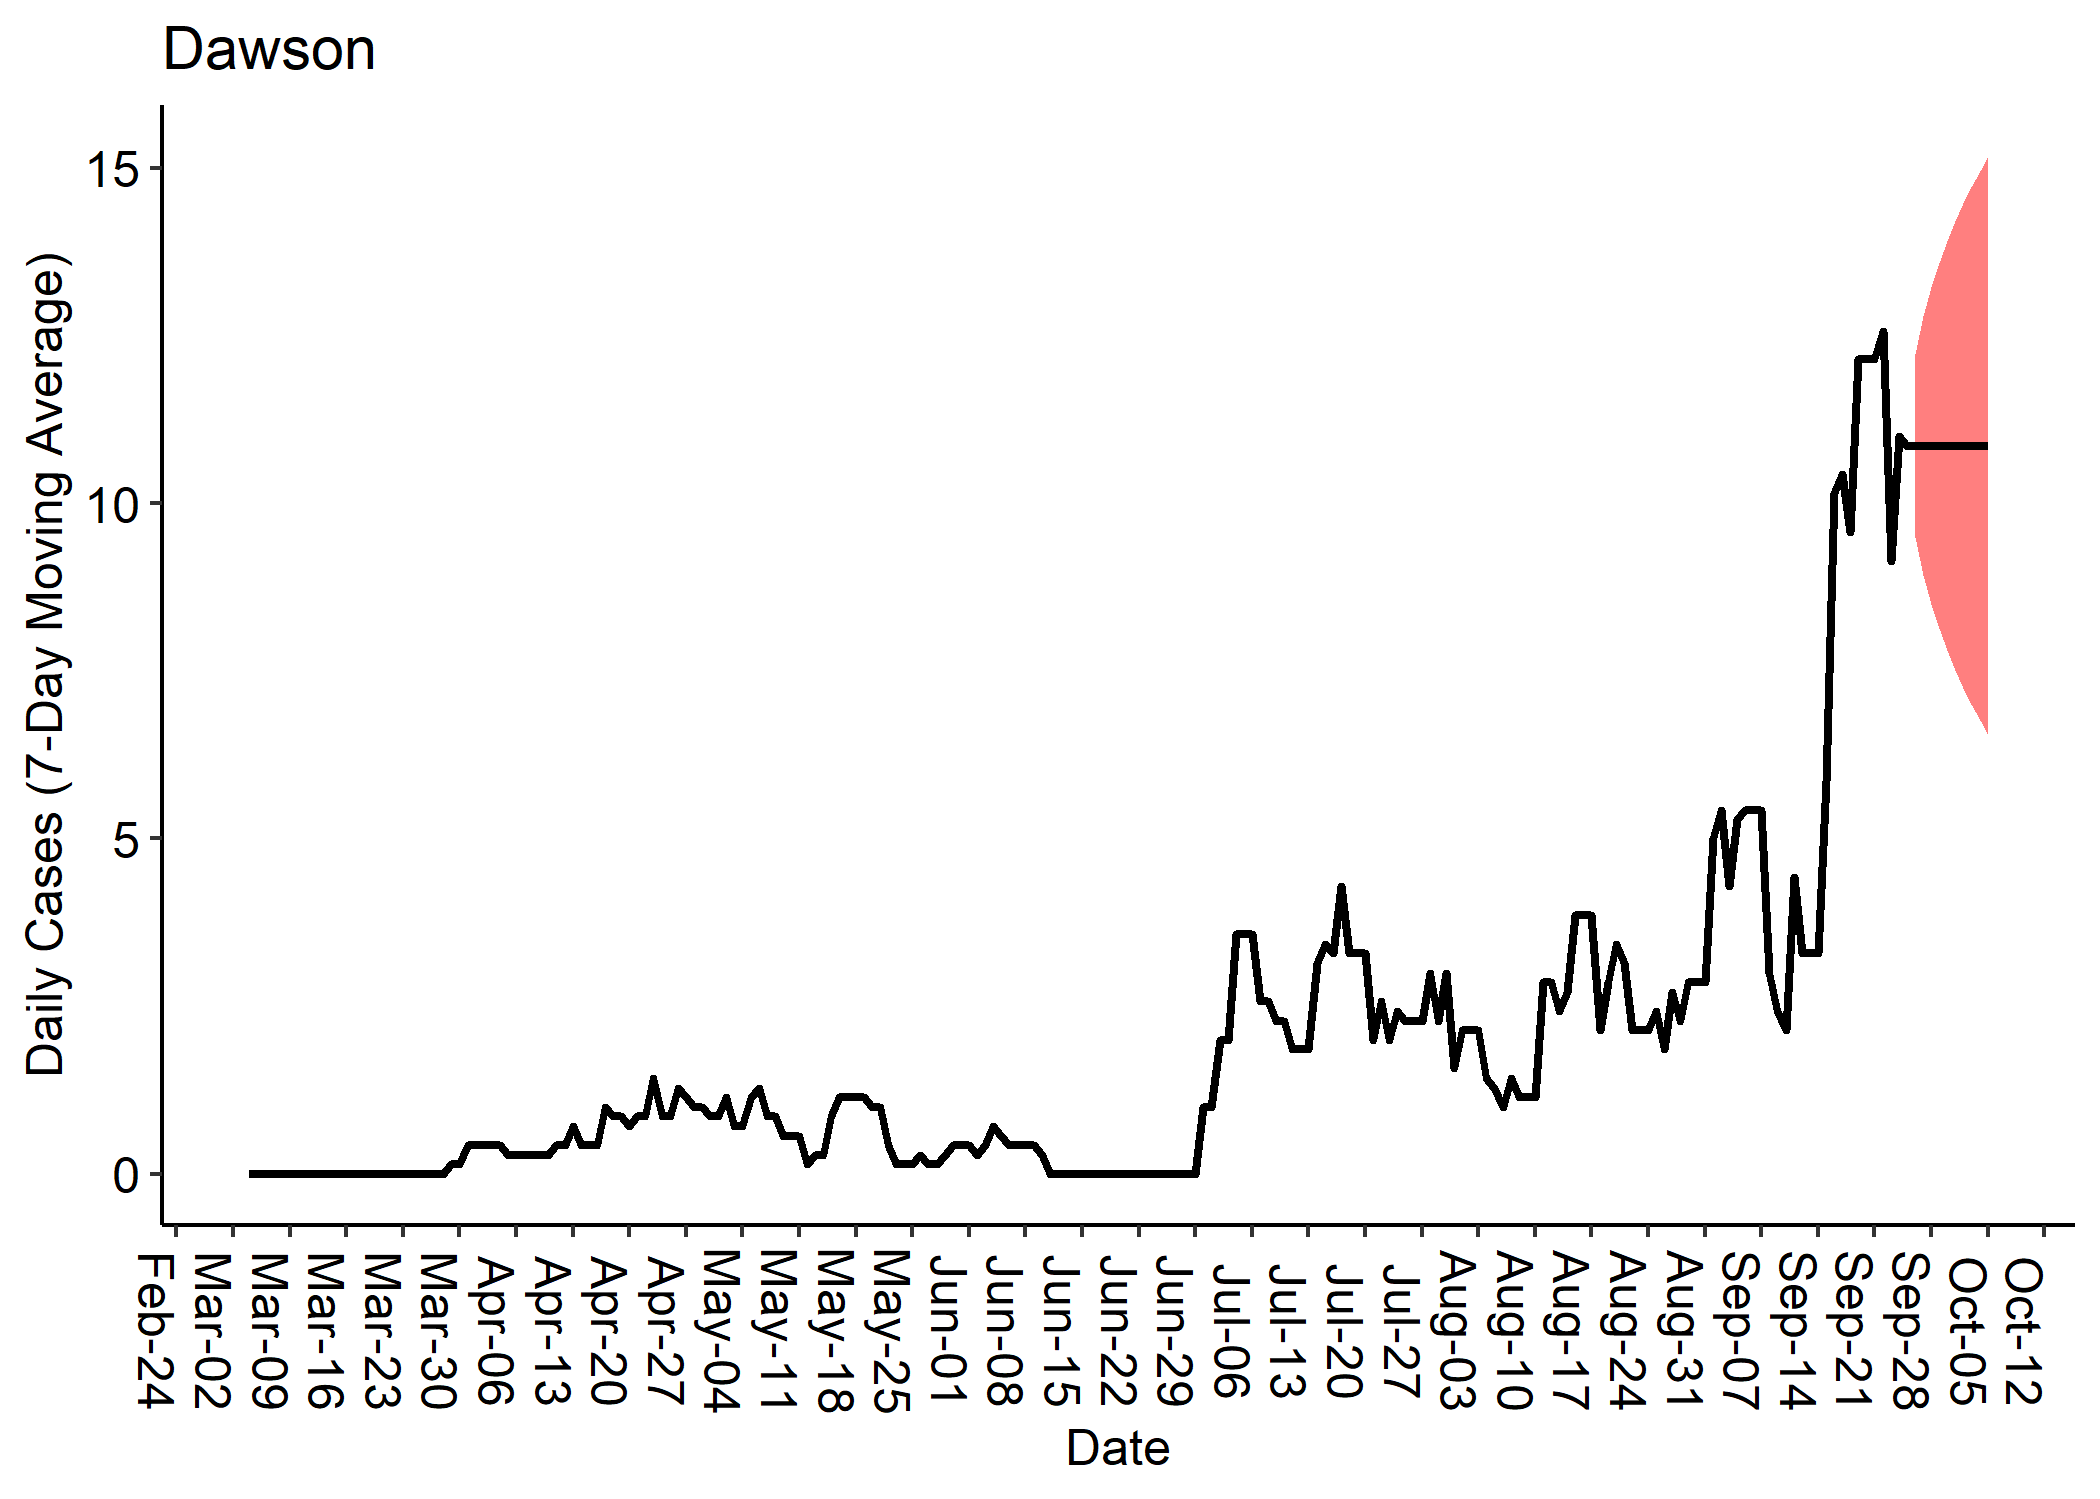 Dawson
Daily Cases (7-Day Moving Average)
15
10
5
0
Feb-24
Mar-02
Mar-09
Mar-16
Mar-23
Mar-30
Apr-06
Apr-13
Apr-20
Apr-27
May-04
May-11
May-18
May-25
Jun-01
Jun-08
Jun-15
Jun-22
Jun-29
Jul-06
Jul-13
Jul-20
Jul-27
Aug-03
Aug-10
Aug-17
Aug-24
Aug-31
Sep-07
Sep-14
Sep-21
Sep-28
Oct-05
Oct-12
Date